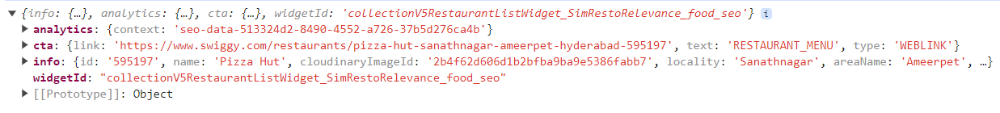 ▼ {info: {…}, analytics: {…}, cta: {…}, widgetId: 'collectionV5RestaurantListWidget_SimRestoRelevance_food_seo'} i
▶ analytics: {context: 'seo-data-513324d2-8490-4552-a726-37b5d276ca4b'}
▶ cta: {link: 'https://www.swiggy.com/restaurants/pizza-hut-sanathnagar-ameerpet-hyderabad-595197', text: 'RESTAURANT_MENU', type: 'WEBLINK'}
▶ info: {id: '595197', name: 'Pizza Hut', cloudinaryImageId: '2b4f62d606d1b2bfba9ba9e5386fabb7', locality: 'Sanathnagar', areaName: 'Ameerpet', …}
widgetId: "collectionV5RestaurantListWidget_SimRestoRelevance_food_seo"
▶ [[Prototype]]: Object